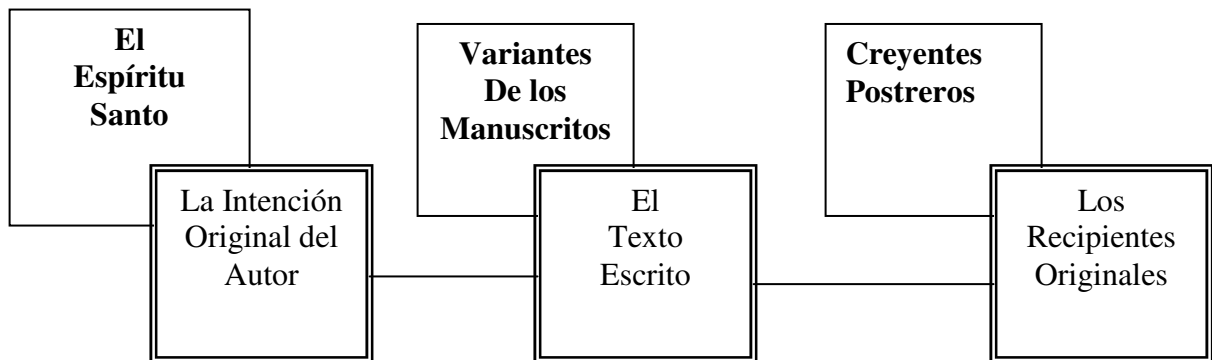 El
Espíritu
Santo
Variantes
De los
Manuscritos
Creyentes
Postreros
La Intención
Original del
Autor
El
Texto
Escrito
Los
Recipientes
Originales